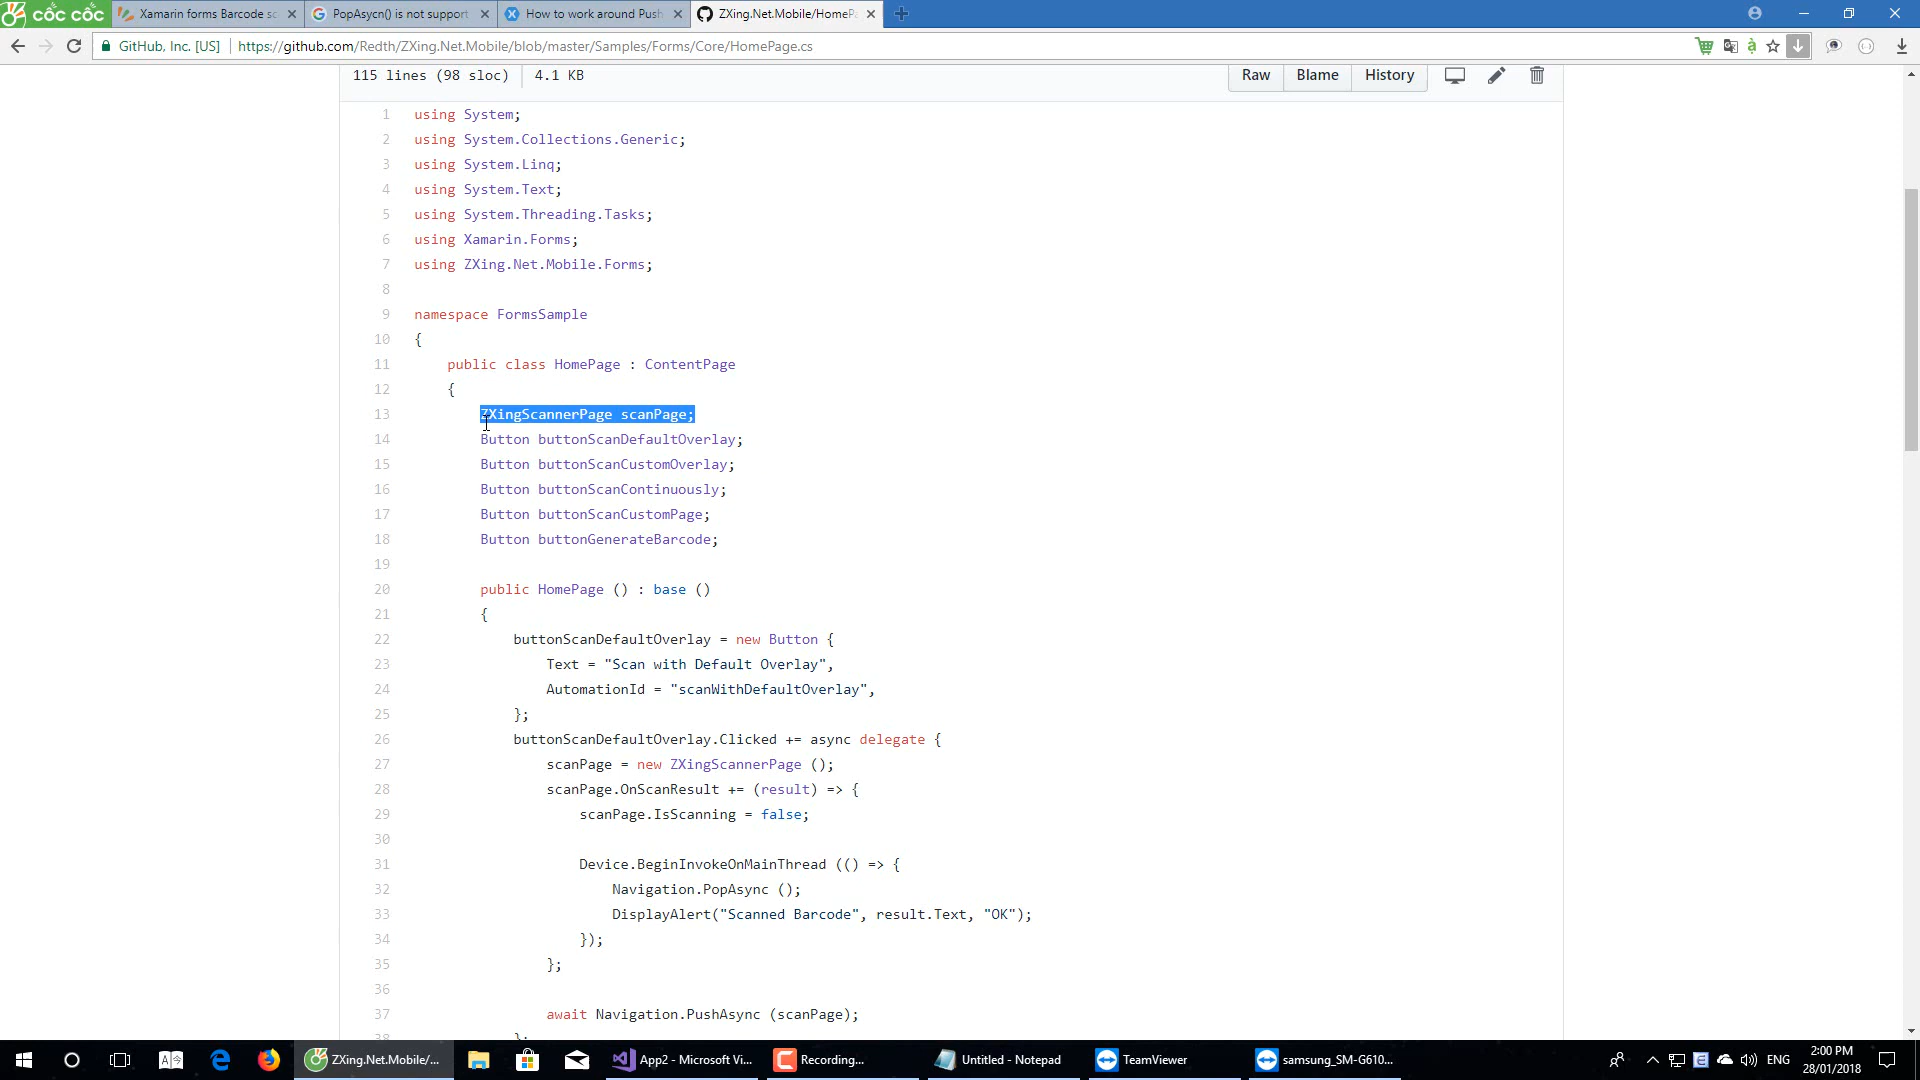 cốc cốc
Xamarin forms Barcode sc
PopAsycn() is not support
How to work around Push
ZXing.Net.Mobile/HomeP
GitHub, Inc. [US]
https://github.com/Redth/ZXing.Net.Mobile/blob/master/Samples/Forms/Core/HomePage.cs
115 lines (98 sloc) 4.1 KB
Raw Blame History
1 using System;
2 using System.Collections.Generic;
3 using System.Linq;
4 using System.Text;
5 using System.Threading.Tasks;
6 using Xamarin.Forms;
7 using ZXing.Net.Mobile.Forms;
8
9 namespace FormsSample
10 {
11 public class HomePage : ContentPage
12 {
13 ZXingScannerPage scanPage;
14 Button buttonScanDefaultOverlay;
15 Button buttonScanCustomOverlay;
16 Button buttonScanContinuously;
17 Button buttonScanCustomPage;
18 Button buttonGenerateBarcode;
19
20 public HomePage () : base ()
21 {
22 buttonScanDefaultOverlay = new Button {
23 Text = "Scan with Default Overlay",
24 AutomationId = "scanWithDefaultOverlay",
25 };
26 buttonScanDefaultOverlay.Clicked += async delegate {
27 scanPage = new ZXingScannerPage ();
28 scanPage.OnScanResult += (result) => {
29 scanPage.IsScanning = false;
30
31 Device.BeginInvokeOnMainThread (() => {
32 Navigation.PopAsync ();
33 DisplayAlert("Scanned Barcode", result.Text, "OK");
34 });
35 };
36
37 await Navigation.PushAsync (scanPage);
38 };
ZXing.Net.Mobile/...
App2 - Microsoft Vi...
Recording...
Untitled - Notepad
TeamViewer
samsung_SM-G610...
ENG
2:00 PM
28/01/2018